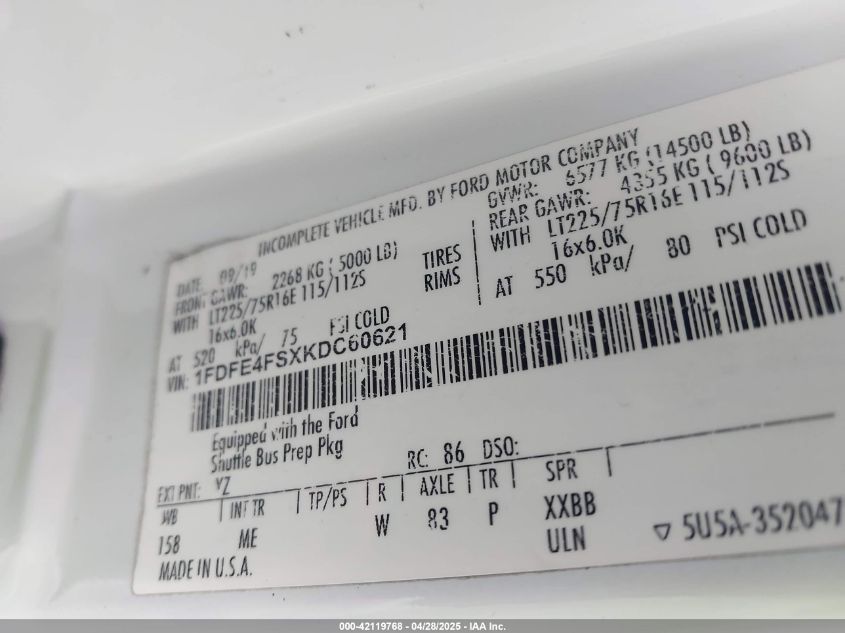 INCOMPLETE VEHICLE MFD. BY FORD MOTOR COMPANY
DATE: 09/19 GVWR: 6577 KG (14500 LB)
FRONT GAWR: 2268 KG (5000 LB) REAR GAWR: 4355 KG (9600 LB)
WITH LT225/75R16E 115/112S TIRES WITH LT225/75R16E 115/112S
16x6.0K RIMS 16x6.0K
AT 520 kPa/ 75 PSI COLD AT 550 kPa/ 80 PSI COLD
VIN: 1FDFE4FSXKDC60621
Equipped with the Ford
Shuttle Bus Prep Pkg
EXT PNT: YZ RC: 86 DSO:
WB INT TR TP/PS R AXLE TR SPR
158 ME W 83 P XXBB
ULN
MADE IN U.S.A. ▽ 5U5A-352047
000-42119768 - 04/28/2025 - IAA Inc.